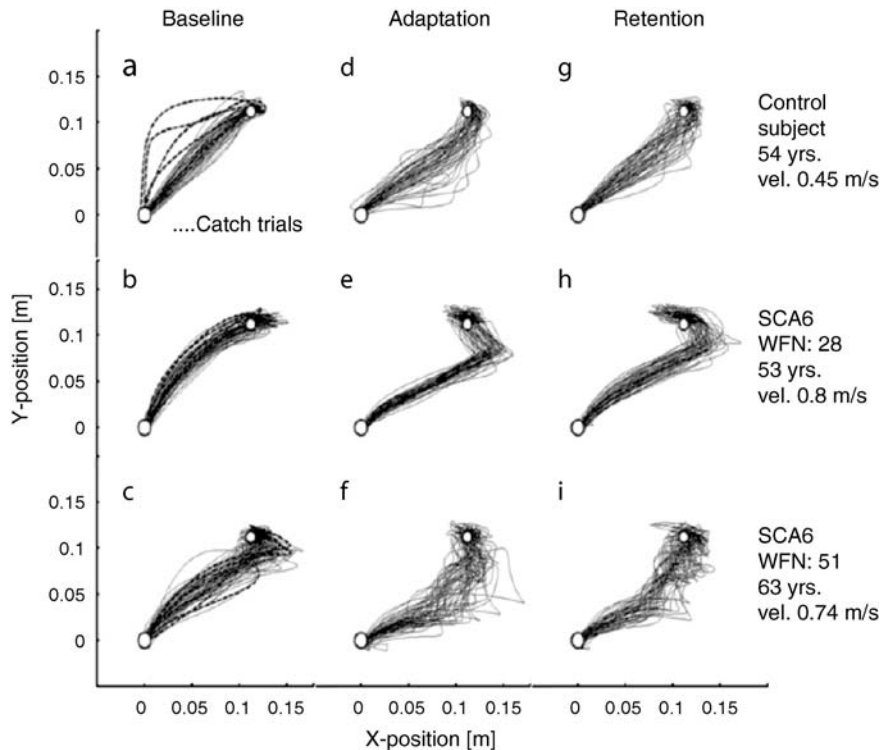 Baseline
Adaptation
Retention
a
d
g
0.15
0.1
0.05
0
....Catch trials
Control
subject
54 yrs.
vel. 0.45 m/s
b
e
h
0.15
0.1
0.05
0
SCA6
WFN: 28
53 yrs.
vel. 0.8 m/s
Y-position [m]
c
f
i
0.15
0.1
0.05
0
SCA6
WFN: 51
63 yrs.
vel. 0.74 m/s
0 0.05 0.1 0.15
0 0.05 0.1 0.15
0 0.05 0.1 0.15
X-position [m]